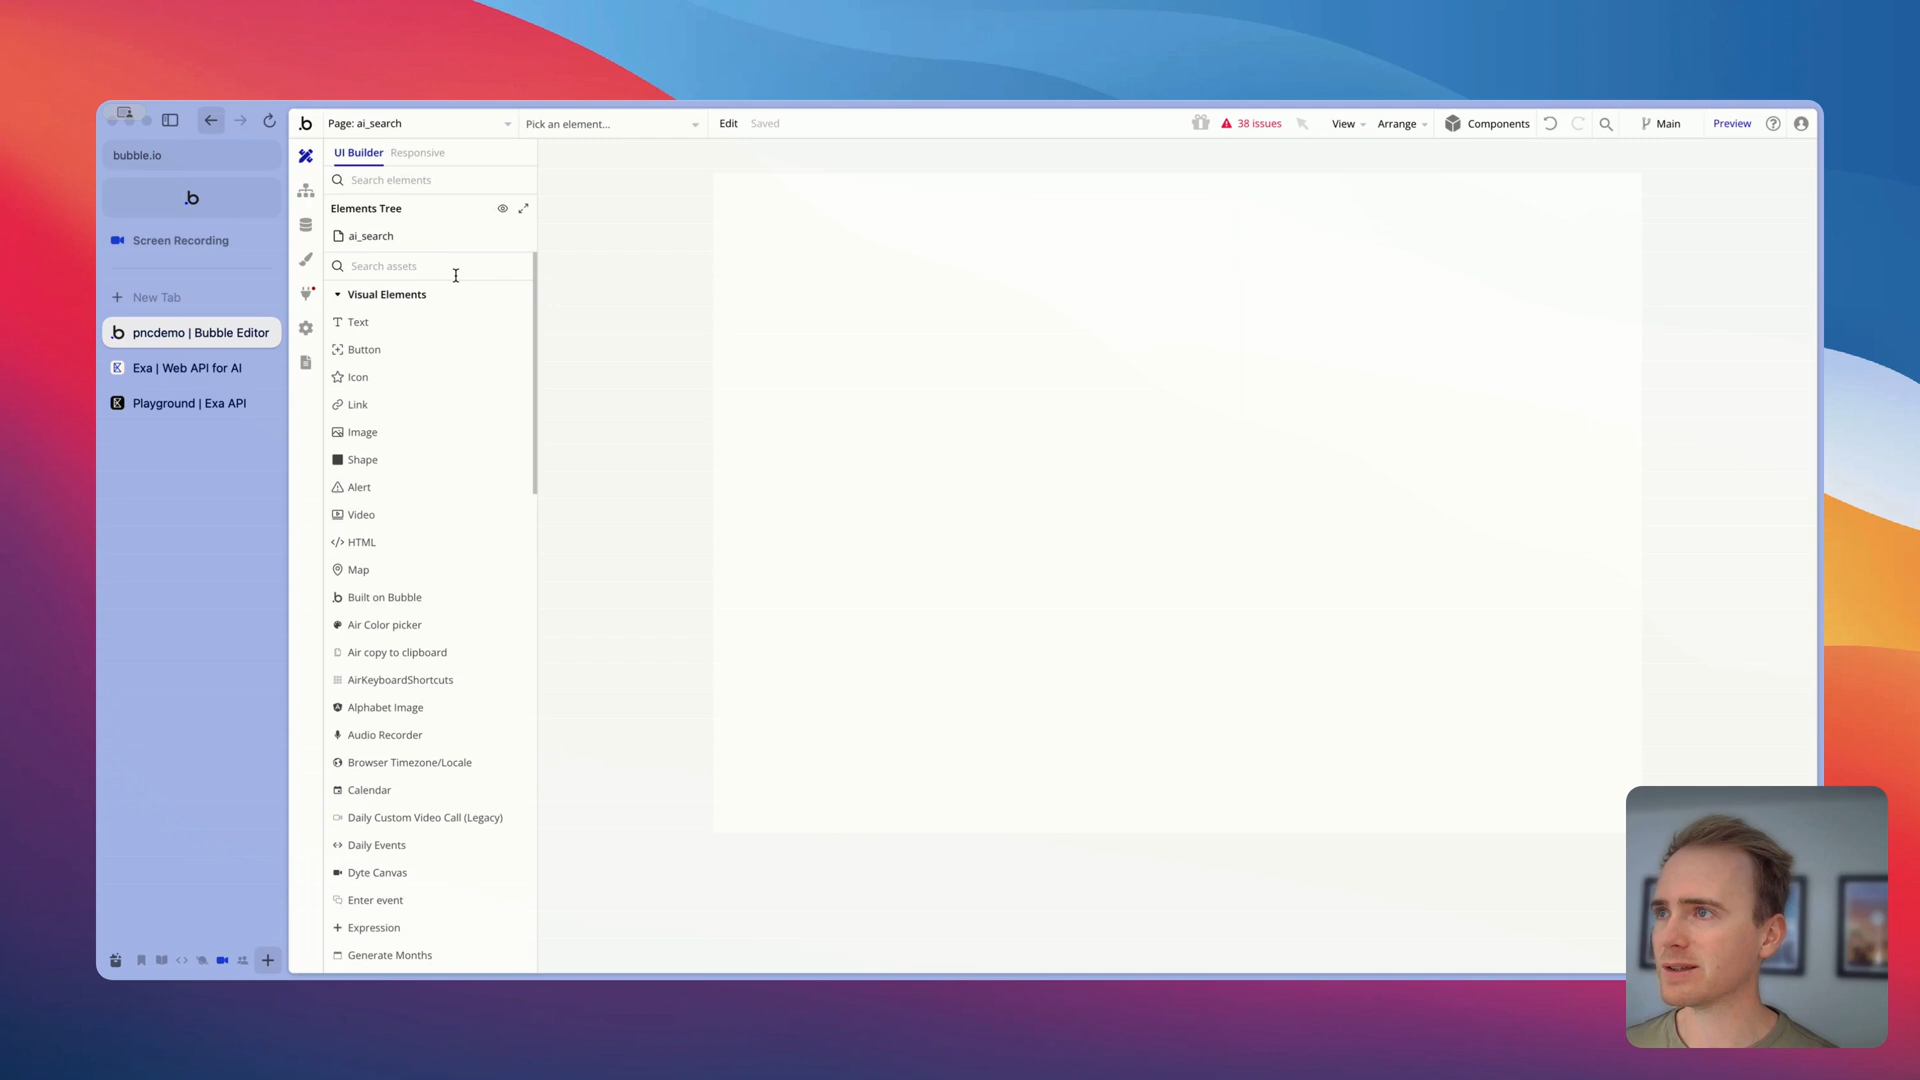 bubble.io
Screen Recording
New Tab
pncdemo | Bubble Editor
Exa | Web API for AI
Playground | Exa API
Page: ai_search
Pick an element...
Edit
Saved
38 issues
View
Arrange
Components
Main
Preview
UI Builder
Responsive
Search elements
Elements Tree
ai_search
Search assets
Visual Elements
Text
Button
Icon
Link
Image
Shape
Alert
Video
HTML
Map
Built on Bubble
Air Color picker
Air copy to clipboard
AirKeyboardShortcuts
Alphabet Image
Audio Recorder
Browser Timezone/Locale
Calendar
Daily Custom Video Call (Legacy)
Daily Events
Dyte Canvas
Enter event
Expression
Generate Months